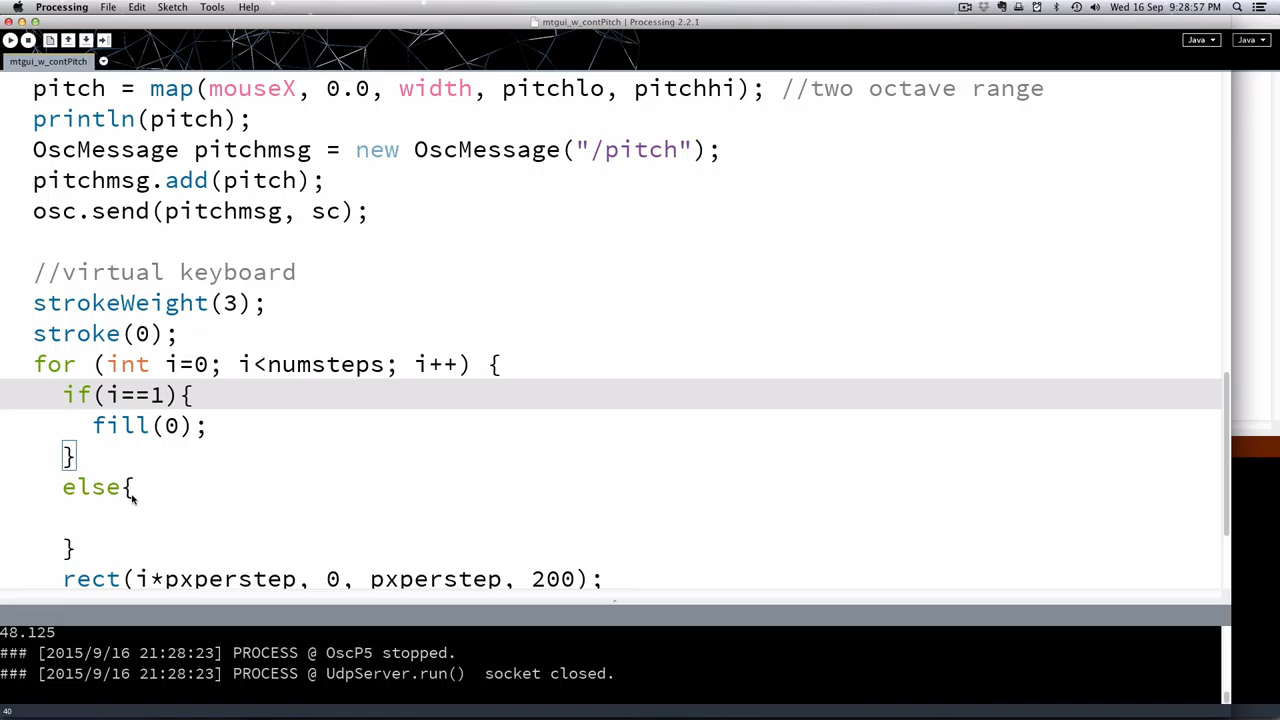 Processing File Edit Sketch Tools Help Wed 16 Sep 9:28:57 PM
mtgui_w_contPitch | Processing 2.2.1
Java Java
mtgui_w_contPitch
pitch = map(mouseX, 0.0, width, pitchlo, pitchhi); //two octave range
println(pitch);
OscMessage pitchmsg = new OscMessage("/pitch");
pitchmsg.add(pitch);
osc.send(pitchmsg, sc);
//virtual keyboard
strokeWeight(3);
stroke(0);
for (int i=0; i<numsteps; i++) {
if(i==1){
fill(0);
}
else{
}
rect(i*pxperstep, 0, pxperstep, 200);
48.125
### [2015/9/16 21:28:23] PROCESS @ OscP5 stopped.
### [2015/9/16 21:28:23] PROCESS @ UdpServer.run() socket closed.
40